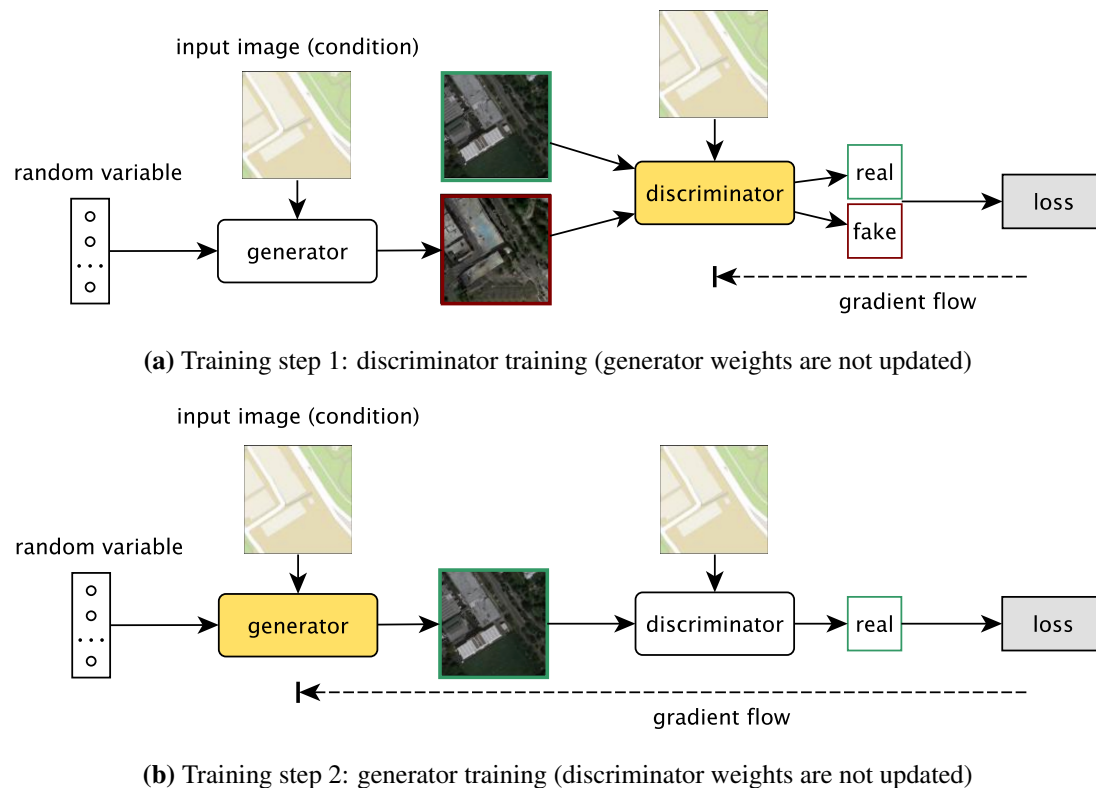 input image (condition)
random variable
generator
discriminator
real
fake
loss
gradient flow
(a) Training step 1: discriminator training (generator weights are not updated)
input image (condition)
random variable
generator
discriminator
real
loss
gradient flow
(b) Training step 2: generator training (discriminator weights are not updated)